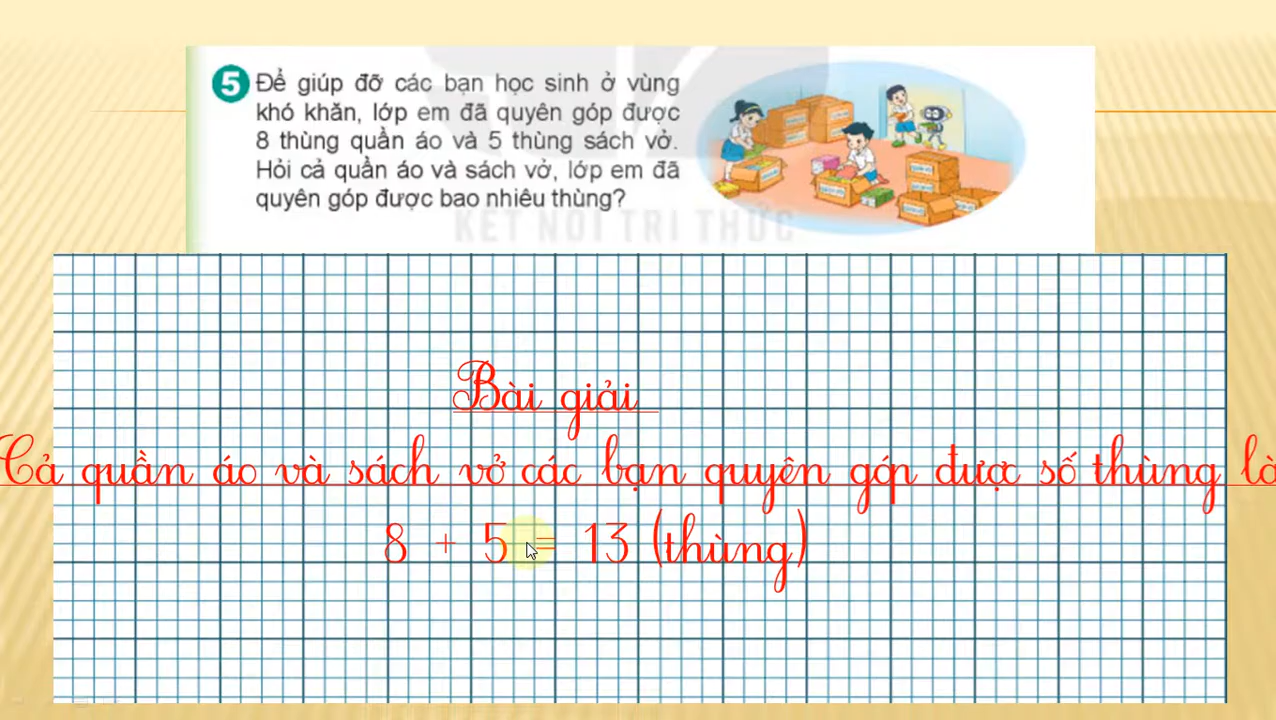 5 Để giúp đỡ các bạn học sinh ở vùng
khó khăn, lớp em đã quyên góp được
8 thùng quần áo và 5 thùng sách vở.
Hỏi cả quần áo và sách vở, lớp em đã
quyên góp được bao nhiêu thùng?
KẾT NỐI TRI THỨC
Bài giải
Cả quần áo và sách vở các bạn quyên góp được số thùng là
8 + 5 = 13 (thùng)